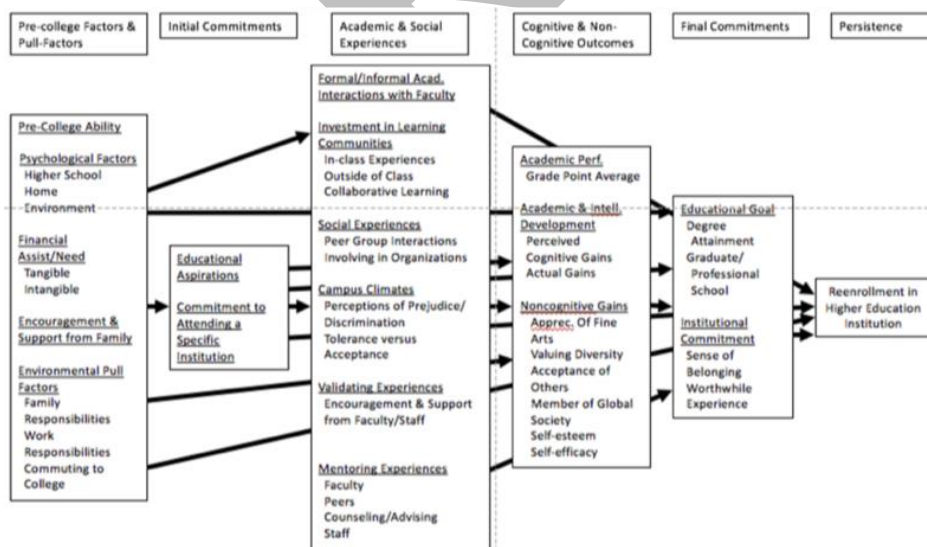 Pre-college Factors &
Pull-Factors
Initial Commitments
Academic & Social
Experiences
Cognitive & Non-
Cognitive Outcomes
Final Commitments
Persistence
Pre-College Ability
Psychological Factors
Higher School
Home
Environment
Financial
Assist/Need
Tangible
Intangible
Encouragement &
Support from Family
Environmental Pull
Factors
Family
Responsibilities
Work
Responsibilities
Commuting to
College
Educational
Aspirations
Commitment to
Attending a
Specific
Institution
Formal/Informal Acad.
Interactions with Faculty
Investment in Learning
Communities
In-class Experiences
Outside of Class
Collaborative Learning
Social Experiences
Peer Group Interactions
Involving in Organizations
Campus Climates
Perceptions of Prejudice/
Discrimination
Tolerance versus
Acceptance
Validating Experiences
Encouragement & Support
from Faculty/Staff
Mentoring Experiences
Faculty
Peers
Counseling/Advising
Staff
Academic Perf.
Grade Point Average
Academic & Intell.
Development
Perceived
Cognitive Gains
Actual Gains
Noncognitive Gains
Apprec. Of Fine
Arts
Valuing Diversity
Acceptance of
Others
Member of Global
Society
Self-esteem
Self-efficacy
Educational Goal
Degree
Attainment
Graduate/
Professional
School
Institutional
Commitment
Sense of
Belonging
Worthwhile
Experience
Reenrollment in
Higher Education
Institution